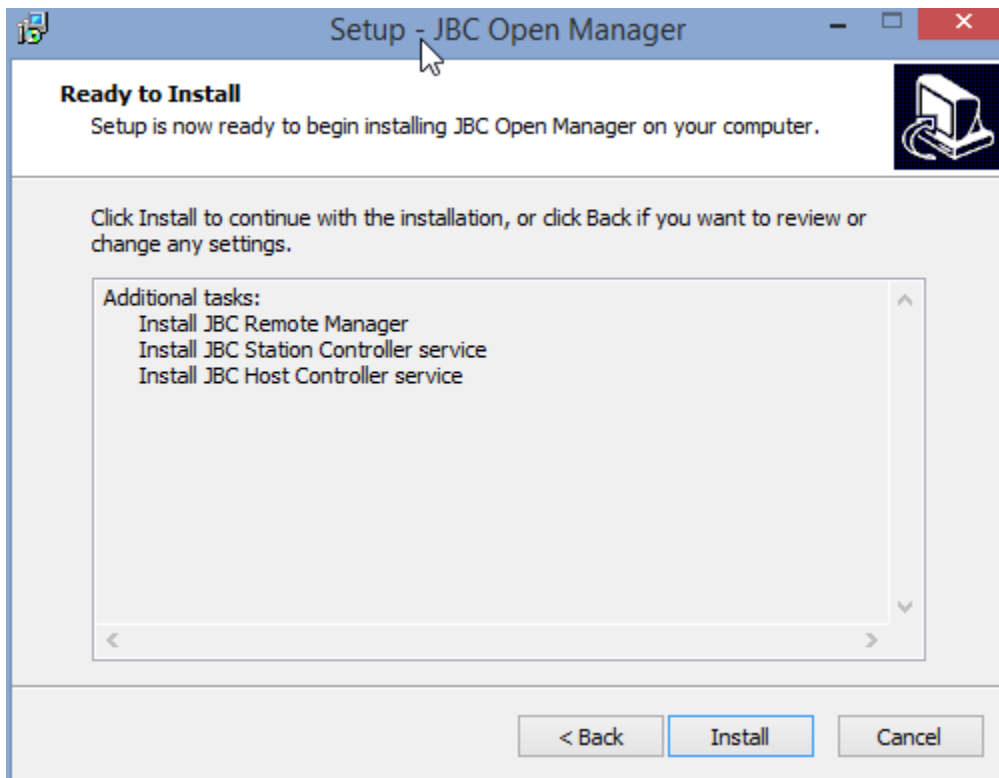 Setup - JBC Open Manager
Ready to Install
Setup is now ready to begin installing JBC Open Manager on your computer.
Click Install to continue with the installation, or click Back if you want to review or
change any settings.
Additional tasks:
Install JBC Remote Manager
Install JBC Station Controller service
Install JBC Host Controller service
< Back
Install
Cancel